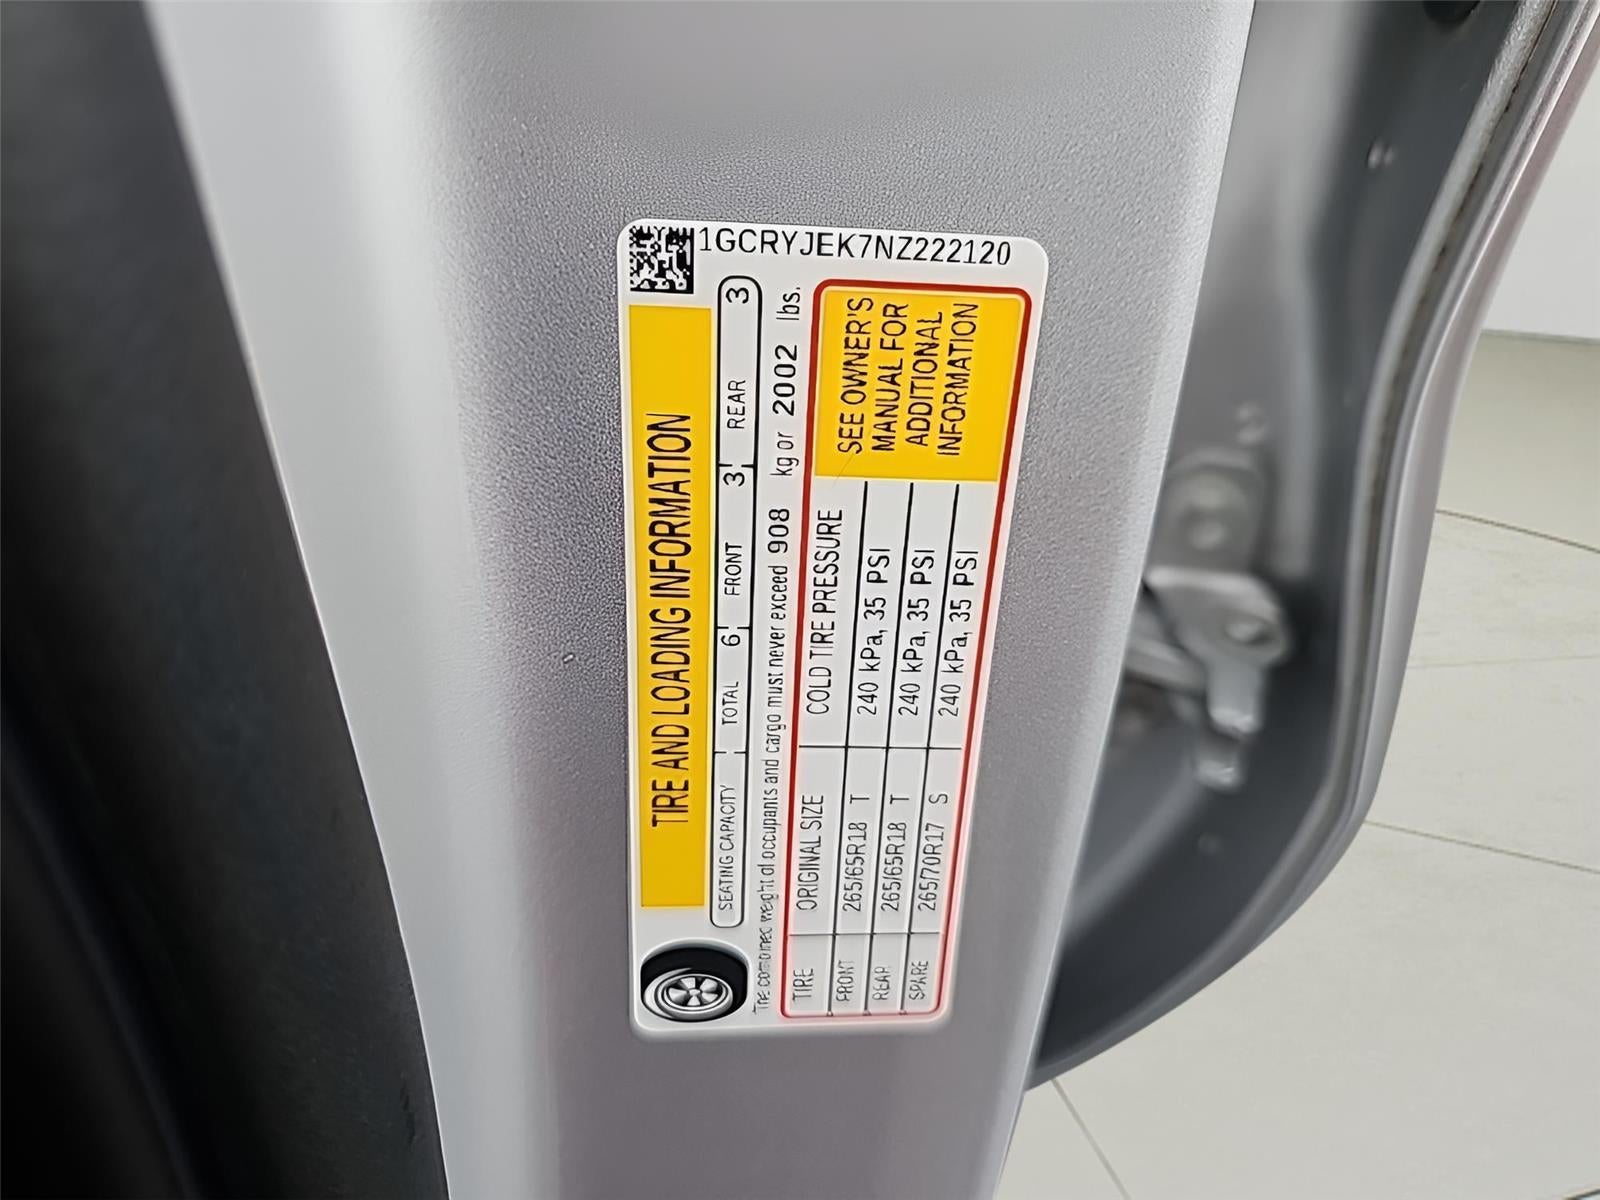 1GCRYJEK7NZ222120
TIRE AND LOADING INFORMATION
SEATING CAPACITY TOTAL 6 FRONT 3 REAR 3
The combined weight of occupants and cargo must never exceed 908 kg or 2002 lbs.
TIRE ORIGINAL SIZE COLD TIRE PRESSURE
FRONT 265/65R18 T 240 kPa, 35 PSI
REAR 265/65R18 T 240 kPa, 35 PSI
SPARE 265/70R17 S 240 kPa, 35 PSI
SEE OWNER'S
MANUAL FOR
ADDITIONAL
INFORMATION